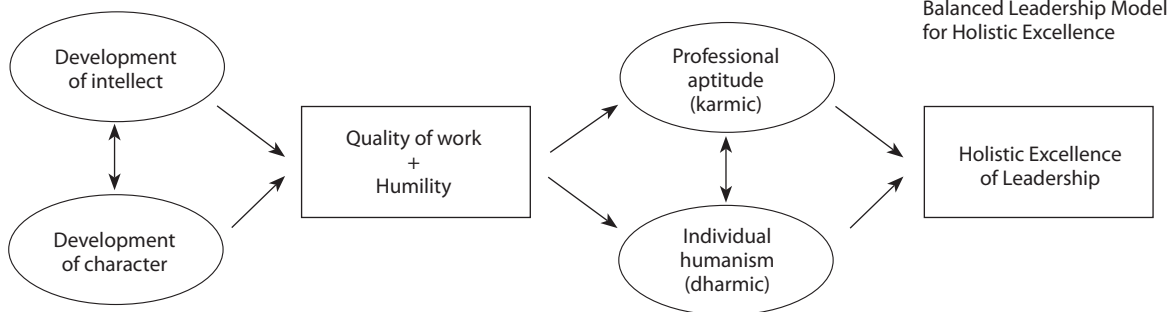 Balanced Leadership Model
for Holistic Excellence
Development
of intellect
Development
of character
Quality of work
+
Humility
Professional
aptitude
(karmic)
Individual
humanism
(dharmic)
Holistic Excellence
of Leadership